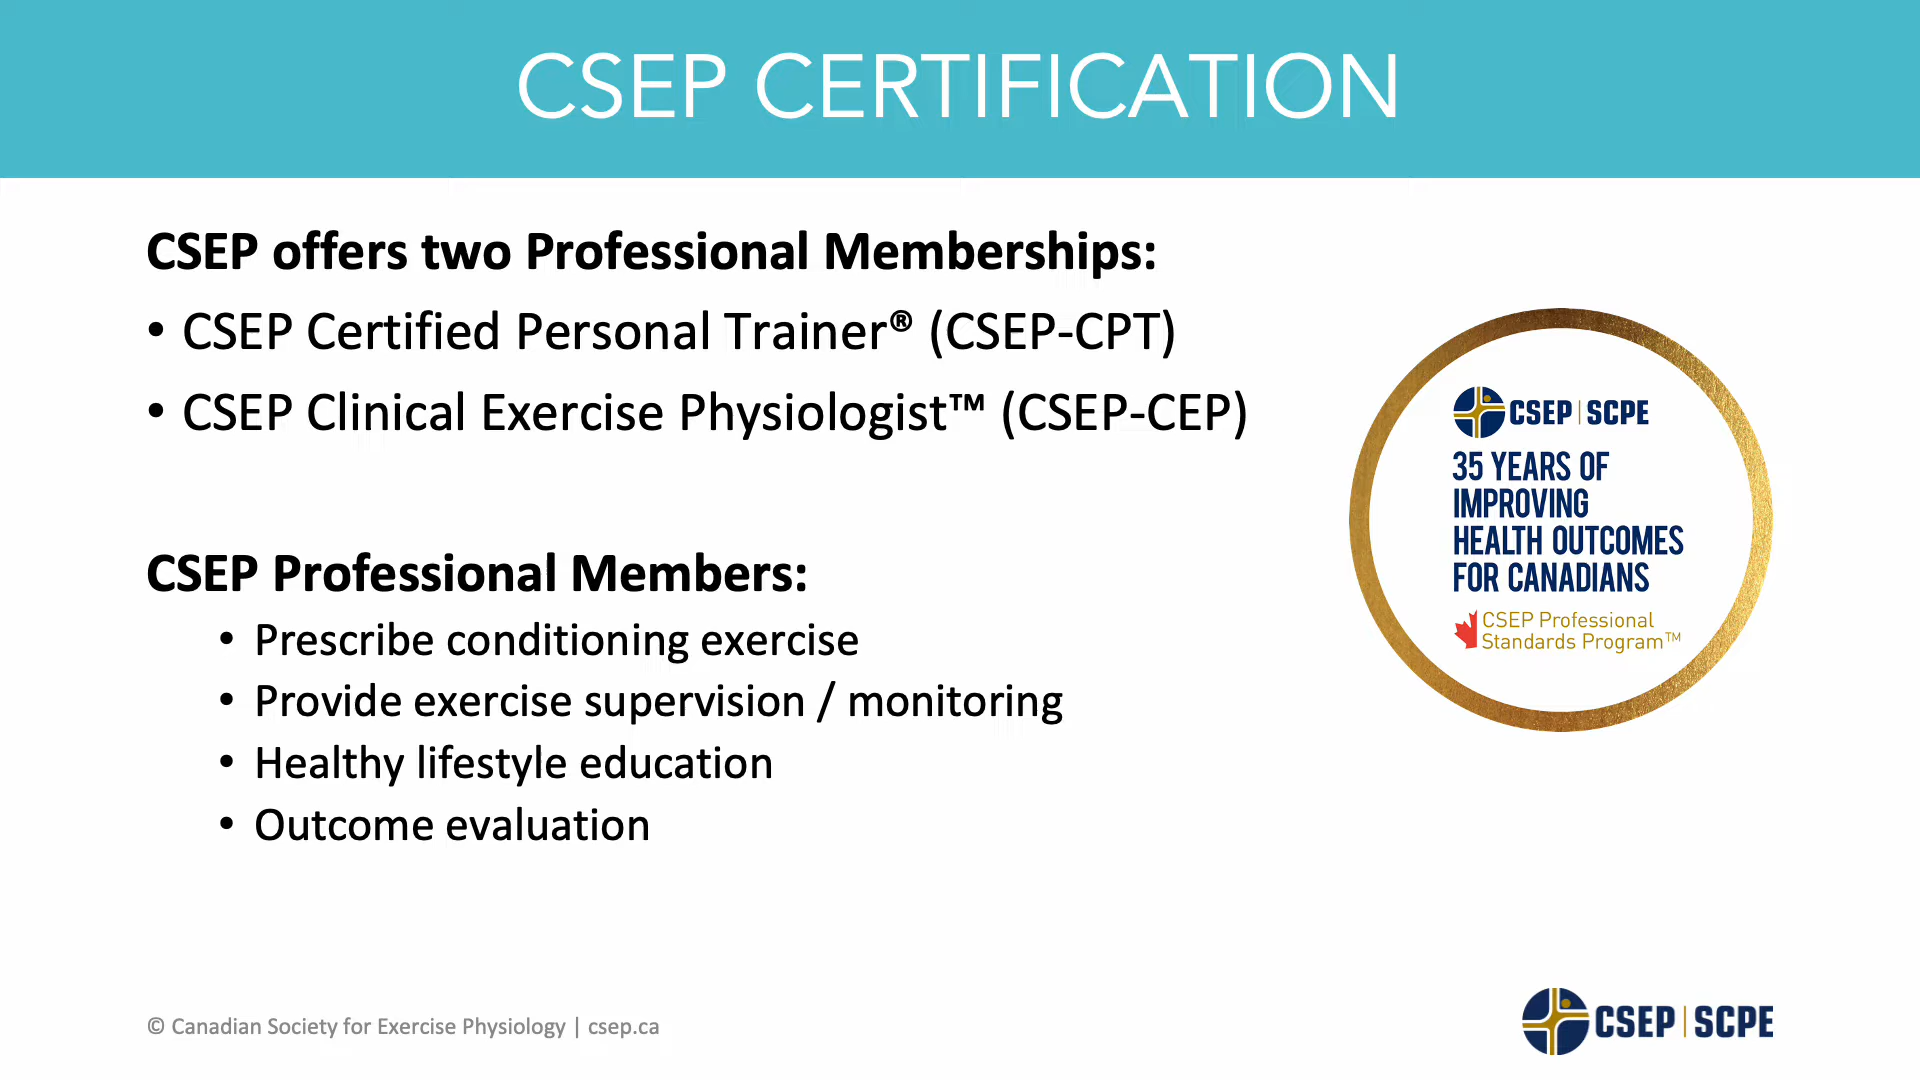 CSEP CERTIFICATION
CSEP offers two Professional Memberships:
• CSEP Certified Personal Trainer® (CSEP-CPT)
• CSEP Clinical Exercise Physiologist™ (CSEP-CEP)
CSEP Professional Members:
• Prescribe conditioning exercise
• Provide exercise supervision / monitoring
• Healthy lifestyle education
• Outcome evaluation
CSEP | SCPE
35 YEARS OF
IMPROVING
HEALTH OUTCOMES
FOR CANADIANS
CSEP Professional
Standards Program™
© Canadian Society for Exercise Physiology | csep.ca
CSEP | SCPE